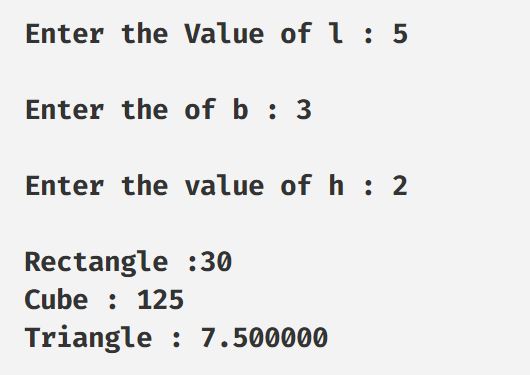 Enter the Value of l : 5
Enter the of b : 3
Enter the value of h : 2
Rectangle :30
Cube : 125
Triangle : 7.500000